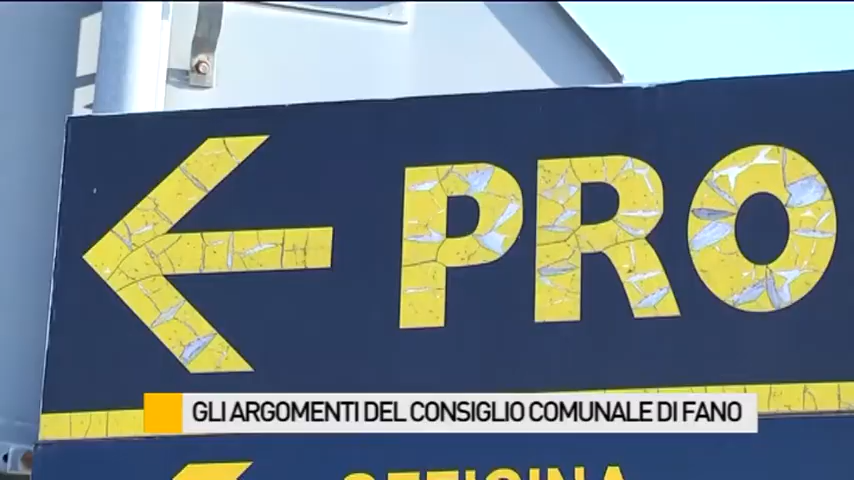 PRO
GLI ARGOMENTI DEL CONSIGLIO COMUNALE DI FANO
OFFICINA